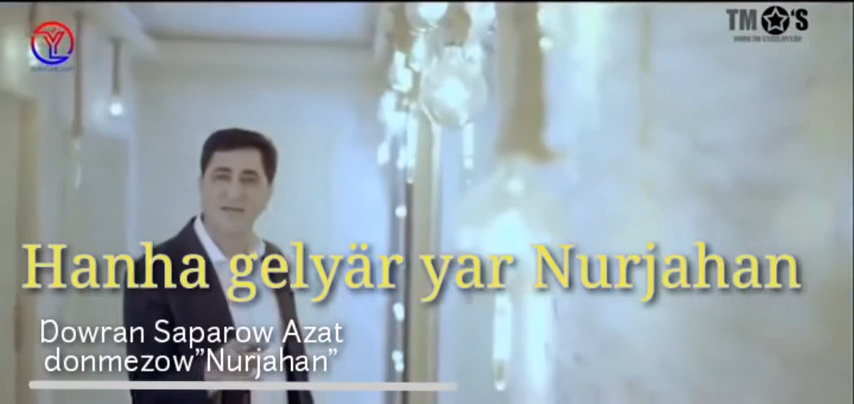 TM ★'S
Hanha gelyär yar Nurjahan
Dowran Saparow Azat
donmezow"Nurjahan"